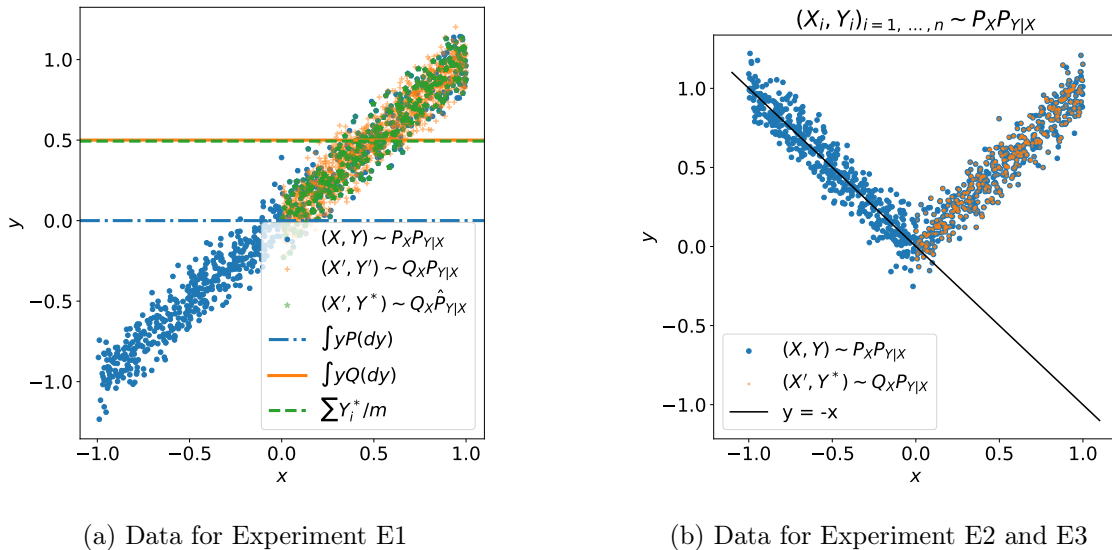 1.0
0.5
0.0
−0.5
−1.0
y
(X, Y) ~ P_X P_{Y|X}
(X′, Y′) ~ Q_X P_{Y|X}
(X′, Y*) ~ Q_X P̂_{Y|X}
∫yP(dy)
∫yQ(dy)
∑Y_i^*/m
−1.0 −0.5 0.0 0.5 1.0
x
(a) Data for Experiment E1
(X_i, Y_i)_{i=1, ..., n} ~ P_X P_{Y|X}
1.0
0.5
0.0
−0.5
−1.0
y
(X, Y) ~ P_X P_{Y|X}
(X′, Y*) ~ Q_X P_{Y|X}
y = -x
−1.0 −0.5 0.0 0.5 1.0
x
(b) Data for Experiment E2 and E3